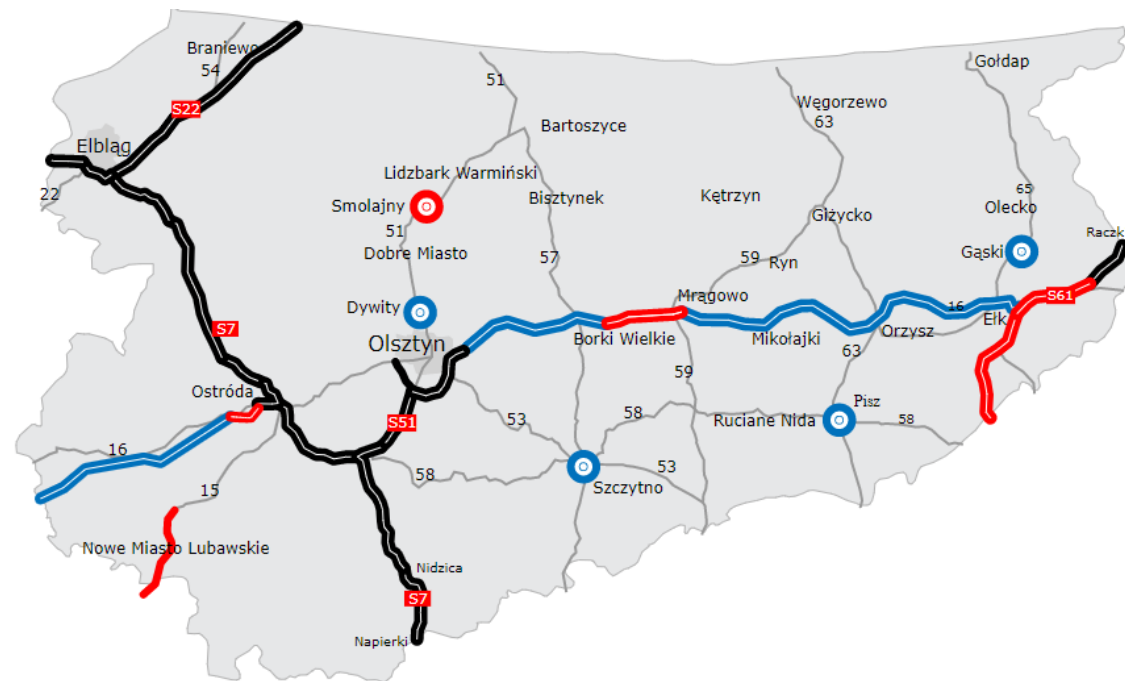 Braniewo
54
S22
Elbląg
22
51
Bartoszyce
Węgorzewo
63
Gołdap
Lidzbark Warmiński
Smolajny
51
Bisztynek
Kętrzyn
Giżycko
65
Olecko
Raczk
Dobre Miasto
57
59
Ryn
Gąski
Dywity
Mrągowo
S61
16
Ełk
S7
Olsztyn
Borki Wielkie
Mikołajki
Orzysz
63
Ostróda
59
S51
53
58
Ruciane Nida
Pisz
58
16
58
53
Szczytno
15
Nowe Miasto Lubawskie
Nidzica
S7
Napierki